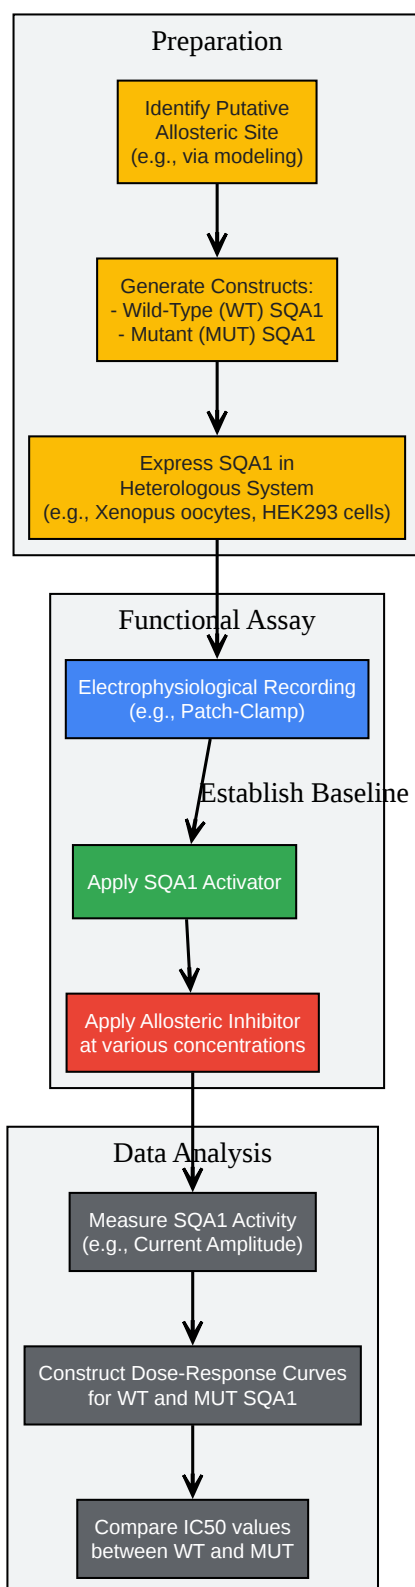 Preparation
Identify Putative
Allosteric Site
(e.g., via modeling)
Generate Constructs:
- Wild-Type (WT) SQA1
- Mutant (MUT) SQA1
Express SQA1 in
Heterologous System
(e.g., Xenopus oocytes, HEK293 cells)
Functional Assay
Electrophysiological Recording
(e.g., Patch-Clamp)
Establish Baseline
Apply SQA1 Activator
Apply Allosteric Inhibitor
at various concentrations
Data Analysis
Measure SQA1 Activity
(e.g., Current Amplitude)
Construct Dose-Response Curves
for WT and MUT SQA1
Compare IC50 values
between WT and MUT